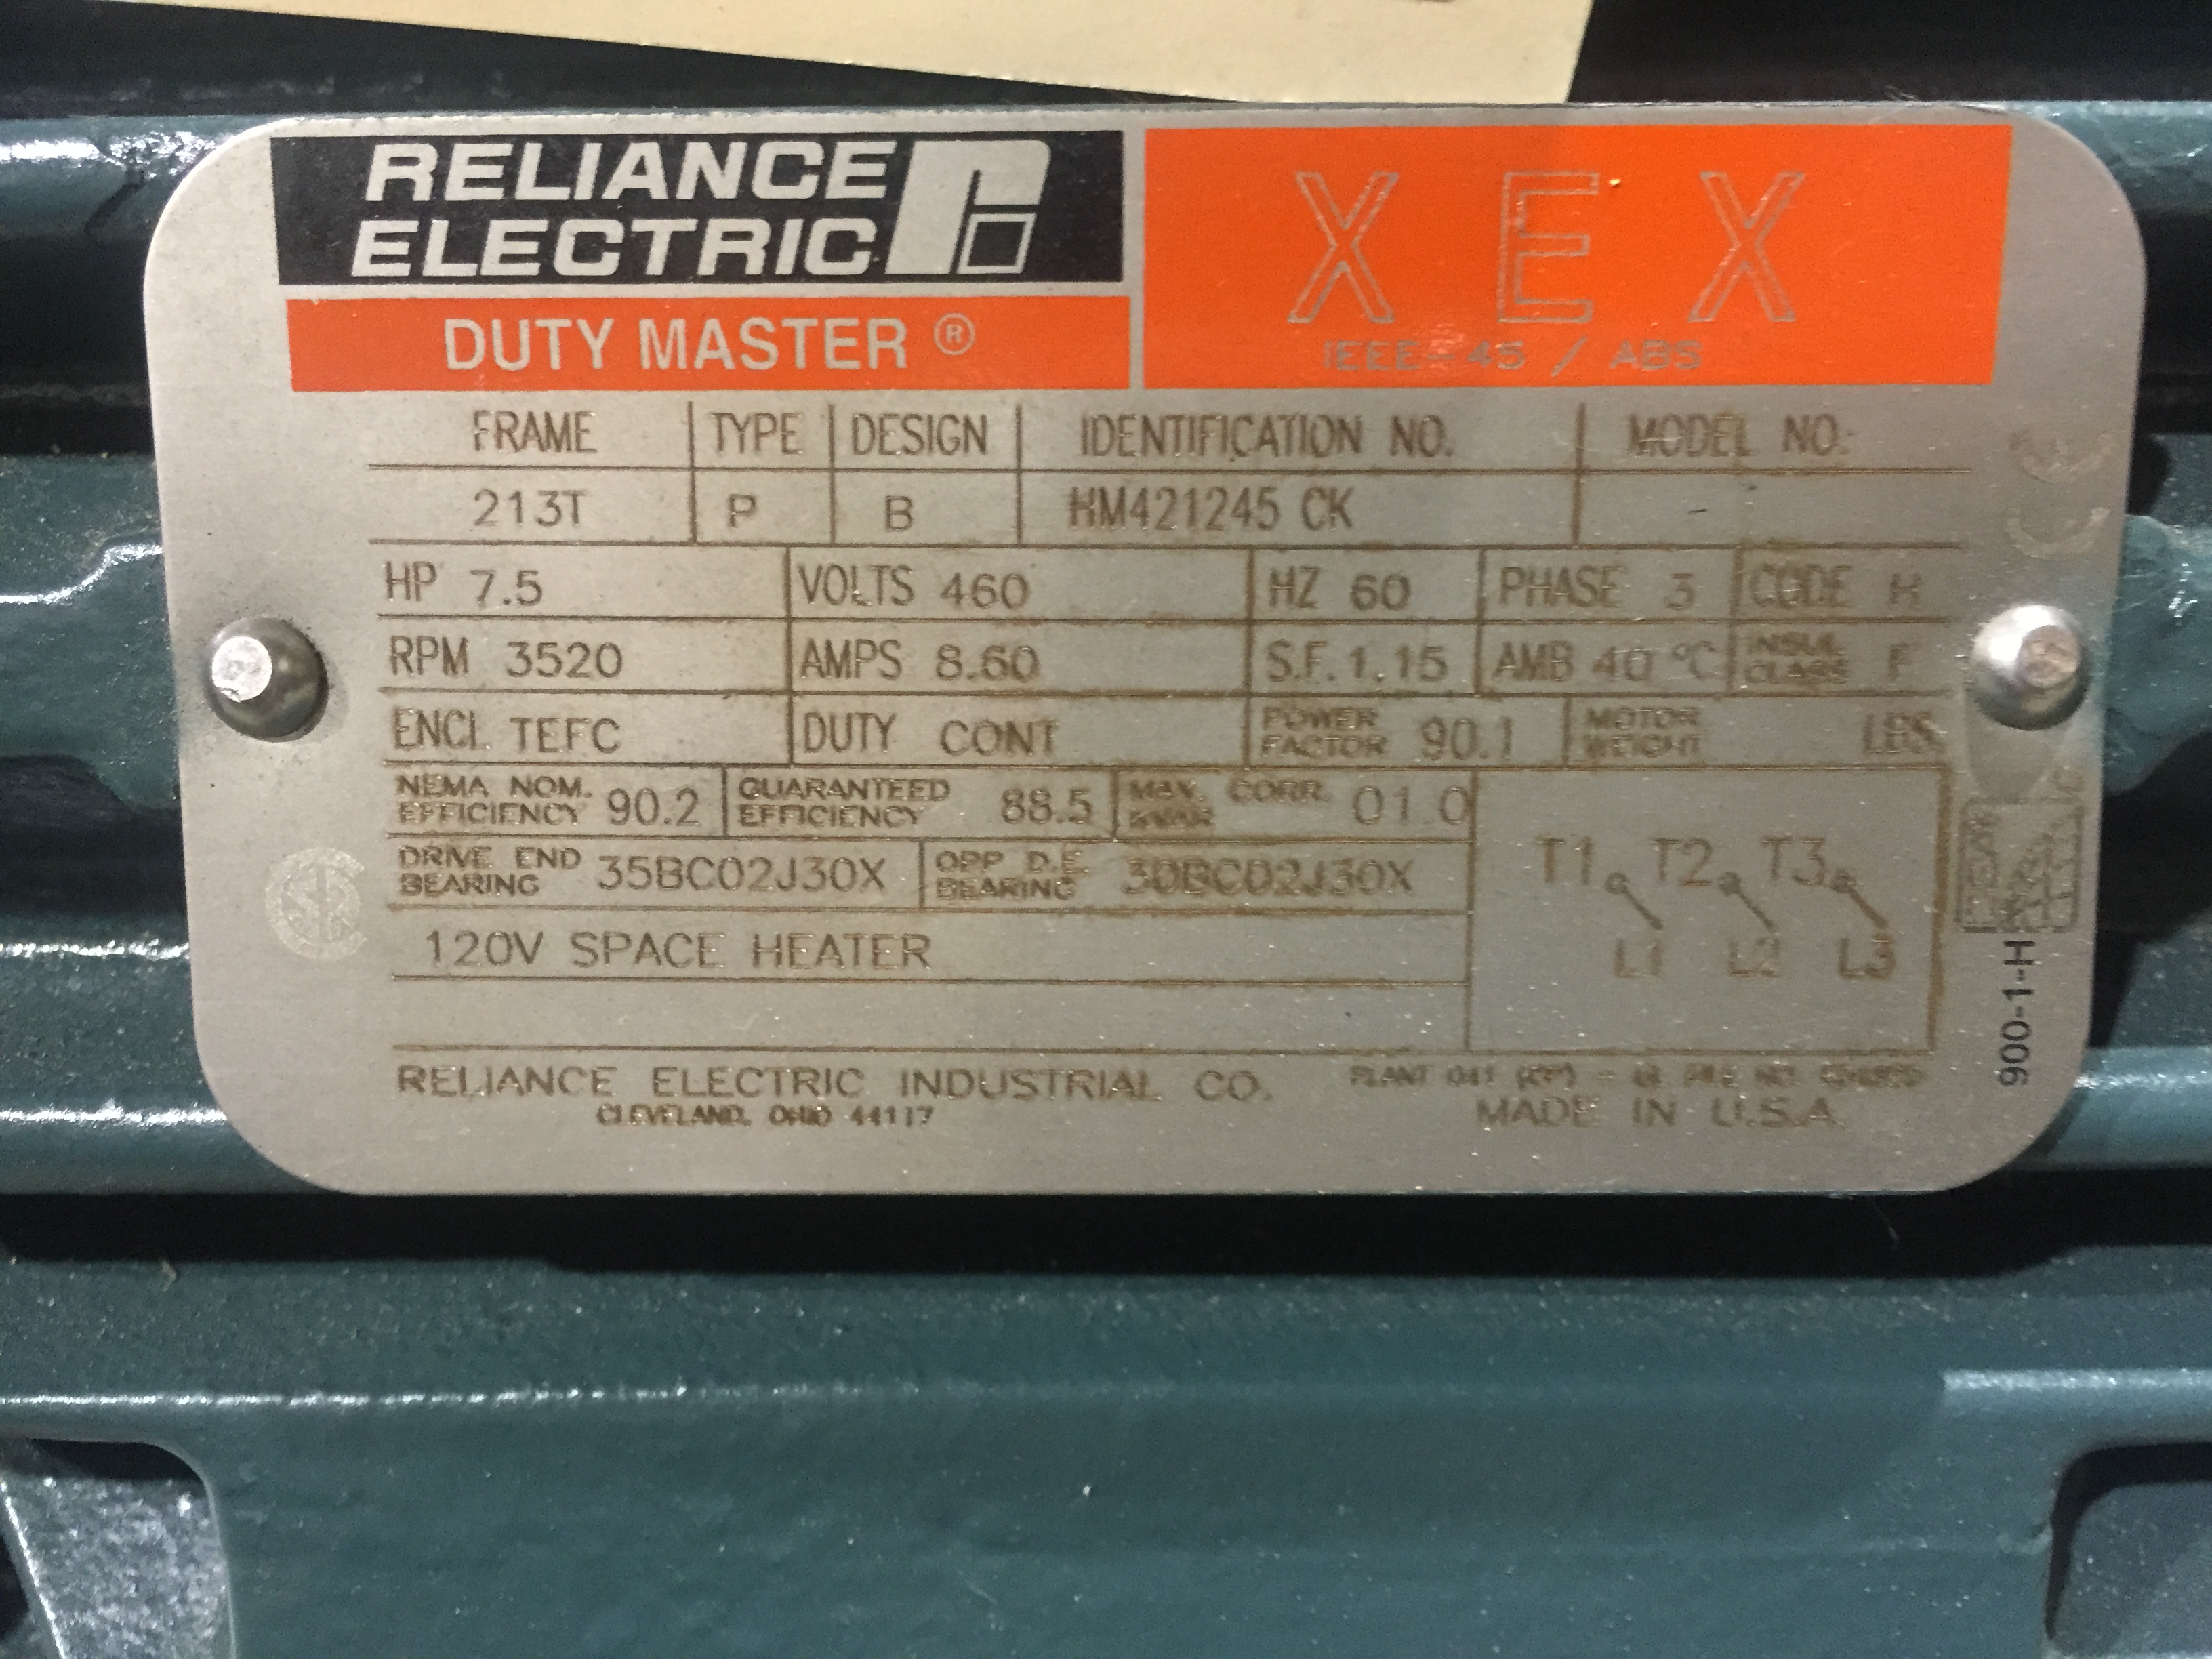 RELIANCE
ELECTRIC
DUTY MASTER ®
X E X
IEEE-45 / ABS
FRAME TYPE DESIGN IDENTIFICATION NO. MODEL NO.
213T P B CK
HP 7.5 VOLTS 460 HZ 60 PHASE 3 CODE
RPM 3520 AMPS 8.60 S.F. 1.15 AMB 40 °C INSUL CLASS F
ENCL TEFC DUTY CONT POWER FACTOR 90.1 MOTOR WEIGHT LBS
NEMA NOM. EFFICIENCY 90.2 GUARANTEED EFFICIENCY 88.5 MAX. CORR. KVAR 01.0
DRIVE END BEARING 35BC02J30X OPP D.E. BEARING 30BC02J30X
T1 T2 T3
L1 L2 L3
120V SPACE HEATER
RELIANCE ELECTRIC INDUSTRIAL CO.
CLEVELAND, OHIO 44117
PLANT
MADE IN U.S.A.
900-1-H
CE